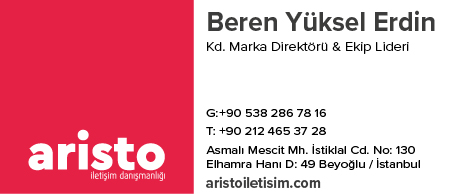 Beren Yüksel Erdin
Kd. Marka Direktörü & Ekip Lideri
G:+90 538 286 78 16
T: +90 212 465 37 28
Asmalı Mescit Mh. İstiklal Cd. No: 130
Elhamra Hanı D: 49 Beyoğlu / İstanbul
aristoiletisim.com
aristo
iletişim danışmanlığı